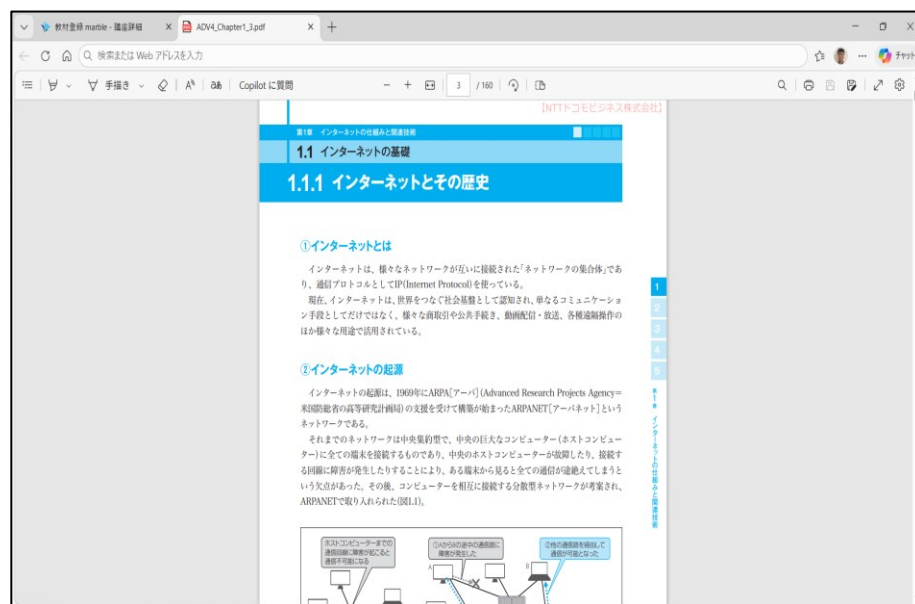 教材登録 marble - 講座詳細
ADV4_Chapter1_3.pdf
検索または Web アドレスを入力
チャット
手描き
aあ
Copilot に質問
3 /160
【NTTドコモビジネス株式会社】
第1章 インターネットの仕組みと関連技術
1.1 インターネットの基礎
1.1.1 インターネットとその歴史
①インターネットとは
インターネットは、様々なネットワークが互いに接続された「ネットワークの集合体」であ
り、通信プロトコルとしてIP(Internet Protocol)を使っている。
現在、インターネットは、世界をつなぐ社会基盤として認知され、単なるコミュニケーショ
ン手段としてだけではなく、様々な商取引や公共手続き、動画配信・放送、各種遠隔操作の
ほか様々な用途で活用されている。
②インターネットの起源
インターネットの起源は、1969年にARPA[アーパ](Advanced Research Projects Agency=
米国防総省の高等研究計画局)の支援を受けて構築が始まったARPANET[アーパネット]という
ネットワークである。
それまでのネットワークは中央集約型で、中央の巨大なコンピューター(ホストコンピュー
ター)に全ての端末を接続するものであり、中央のホストコンピューターが故障したり、接続す
る回線に障害が発生したりすることにより、ある端末から見ると全ての通信が途絶えてしまうと
いう欠点があった。その後、コンピューターを相互に接続する分散型ネットワークが考案され、
ARPANETで取り入れられた(図1.1)。
ホストコンピューターまでの
通信回線に障害が起こると
通信不可能になる
①AからBの途中の通信路に
障害が発生した
②他の通信路を経由して
通信が可能となった
A
B
1
2
3
4
5
第1章 インターネットの仕組みと関連技術